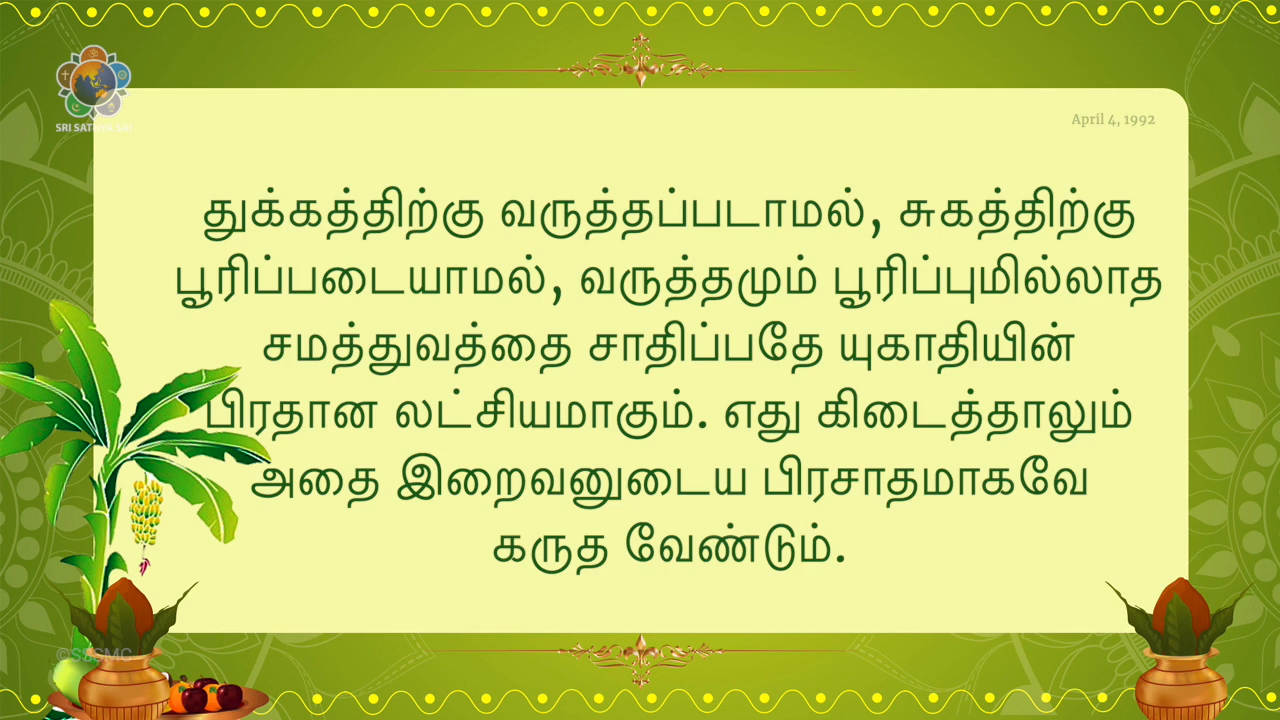 SRI SATHYA SAI
April 4, 1992
துக்கத்திற்கு வருத்தப்படாமல், சுகத்திற்கு
பூரிப்படையாமல், வருத்தமும் பூரிப்புமில்லாத
சமத்துவத்தை சாதிப்பதே யுகாதியின்
பிரதான லட்சியமாகும். எது கிடைத்தாலும்
அதை இறைவனுடைய பிரசாதமாகவே
கருத வேண்டும்.
©SSSMC